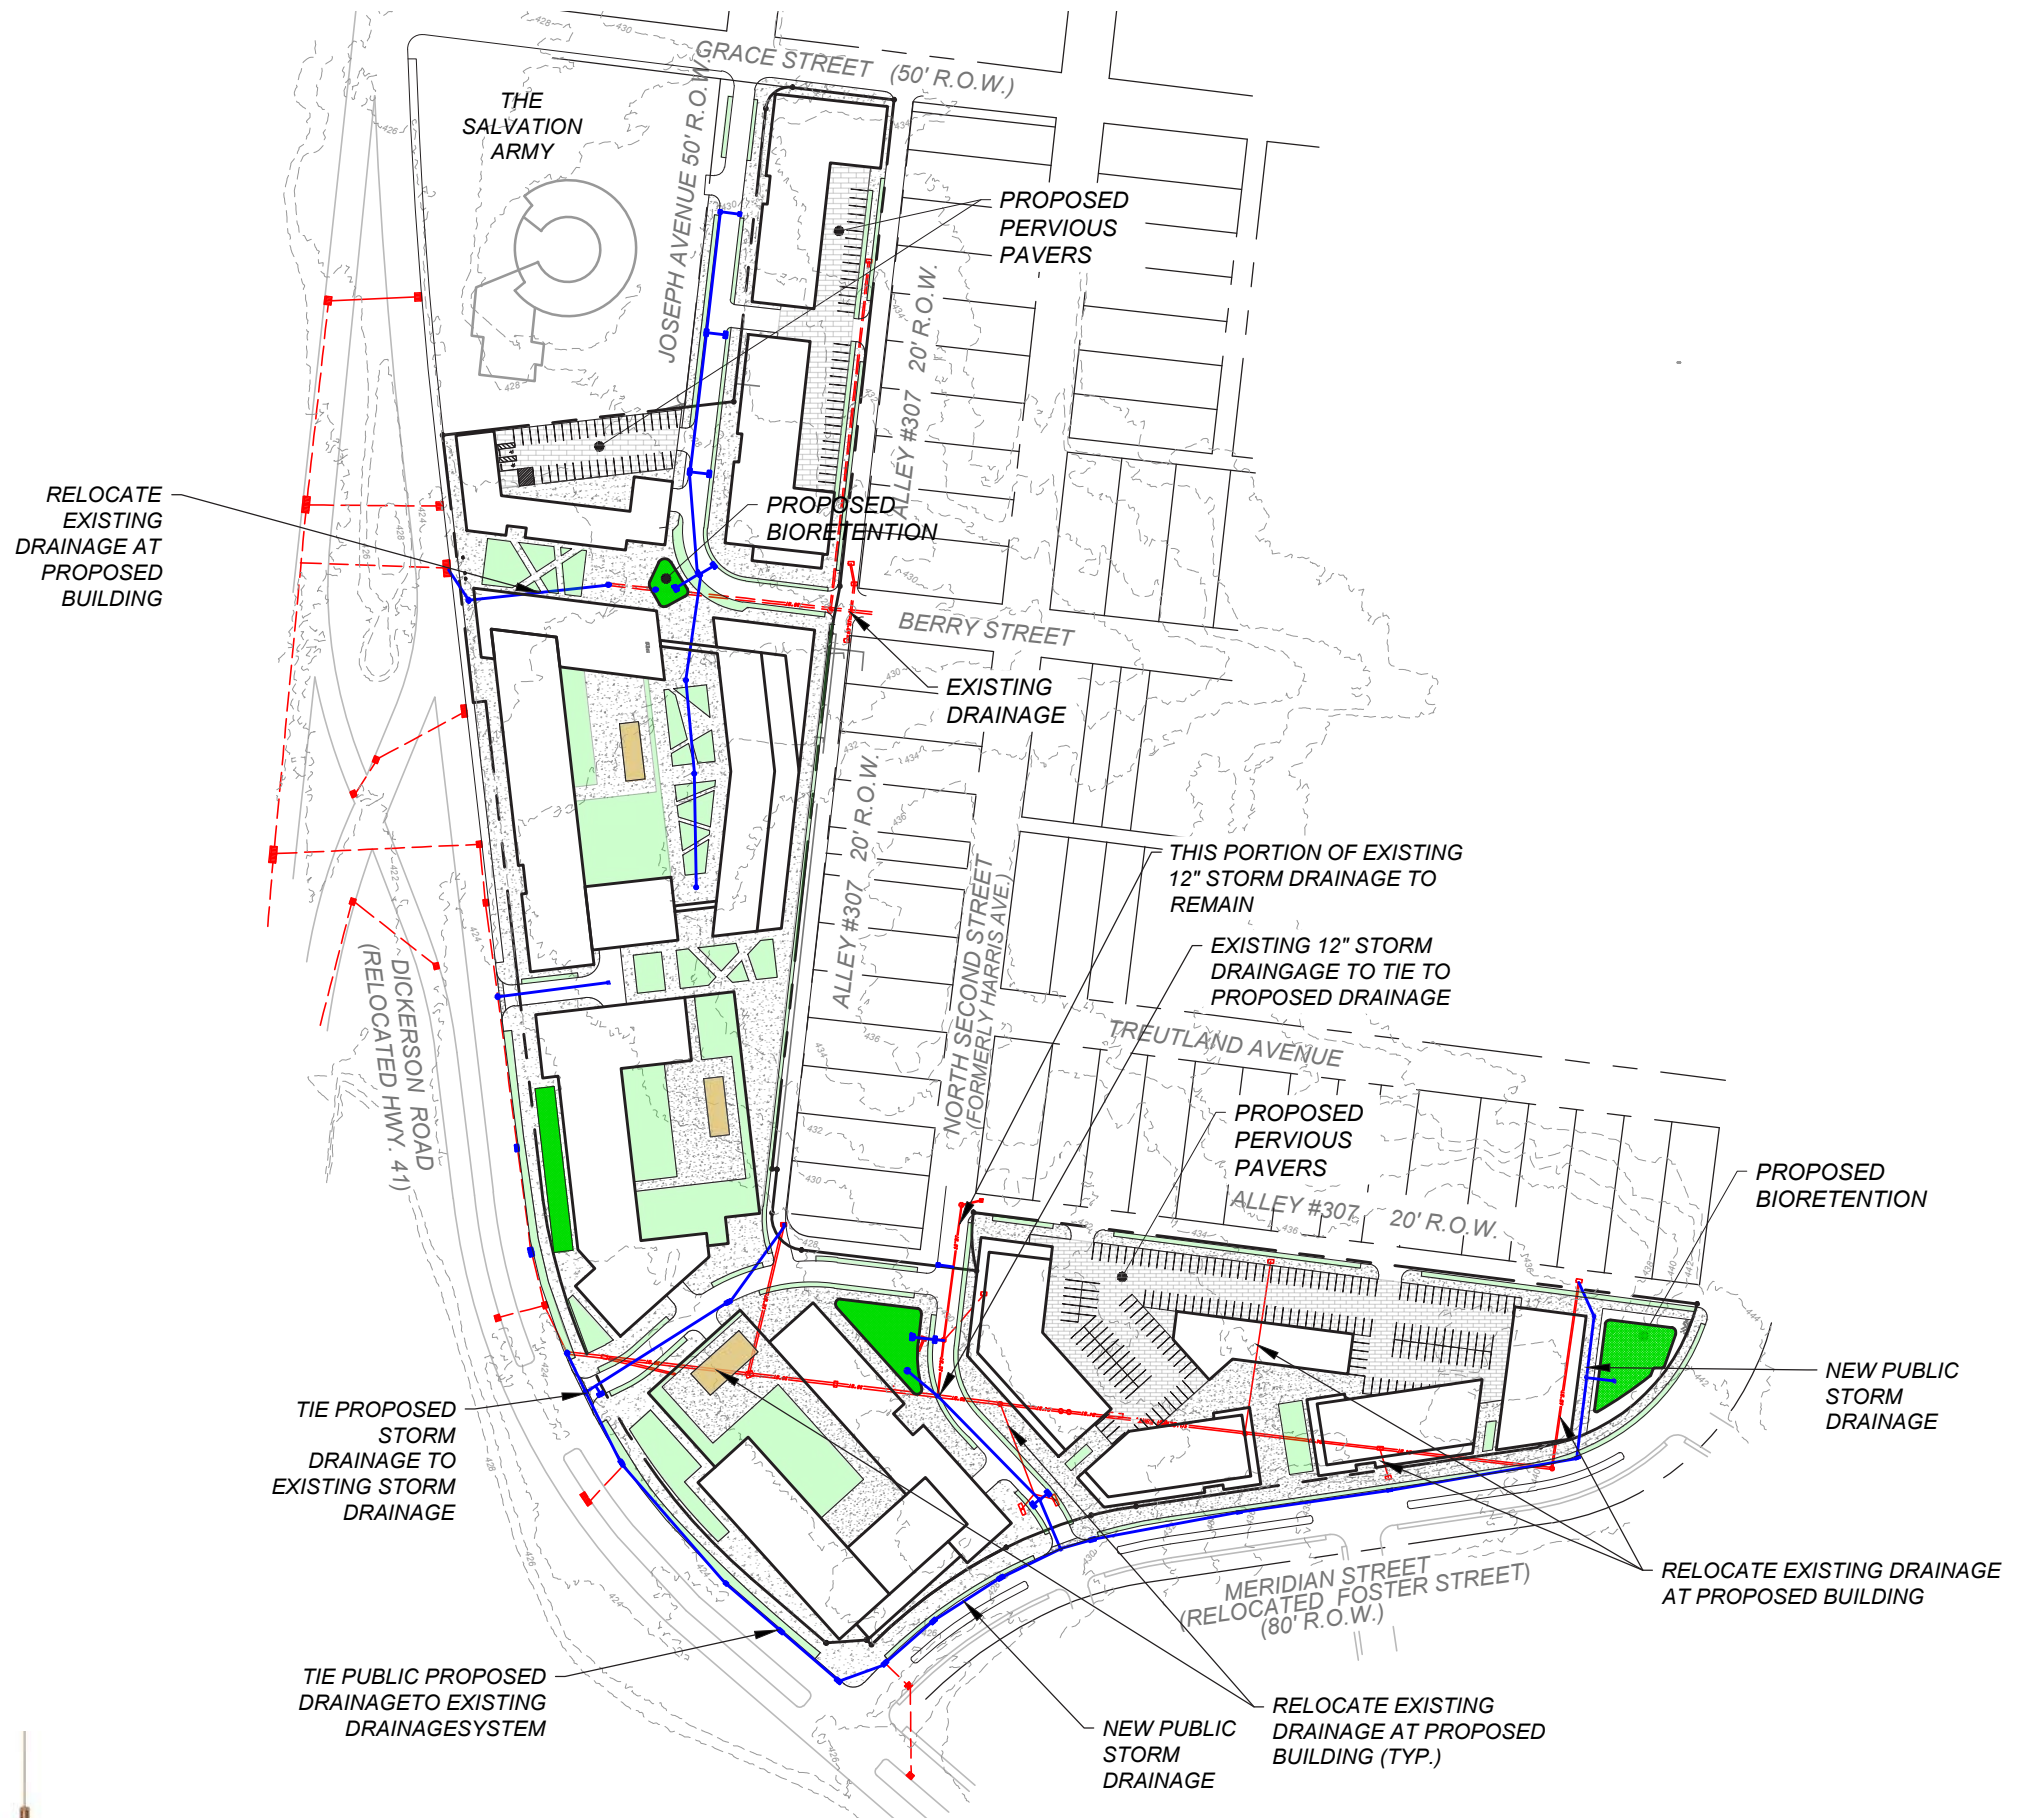 GRACE STREET (50' R.O.W.)
THE
SALVATION
ARMY
JOSEPH AVENUE 50' R.O.W.
PROPOSED
PERVIOUS
PAVERS
ALLEY #307 20' R.O.W.
RELOCATE
EXISTING
DRAINAGE AT
PROPOSED
BUILDING
PROPOSED
BIORETENTION
BERRY STREET
EXISTING
DRAINAGE
ALLEY #307 20' R.O.W.
THIS PORTION OF EXISTING
12" STORM DRAINAGE TO
REMAIN
EXISTING 12" STORM
DRAINGAGE TO TIE TO
PROPOSED DRAINAGE
NORTH SECOND STREET
(FORMERLY HARRIS AVE.)
DICKERSON ROAD
(RELOCATED HWY. 41)
TREUTLAND AVENUE
PROPOSED
PERVIOUS
PAVERS
ALLEY #307 20' R.O.W.
PROPOSED
BIORETENTION
NEW PUBLIC
STORM
DRAINAGE
TIE PROPOSED
STORM
DRAINAGE TO
EXISTING STORM
DRAINAGE
RELOCATE EXISTING DRAINAGE
AT PROPOSED BUILDING
MERIDIAN STREET
(RELOCATED FOSTER STREET)
(80' R.O.W.)
TIE PUBLIC PROPOSED
DRAINAGETO EXISTING
DRAINAGESYSTEM
NEW PUBLIC
STORM
DRAINAGE
RELOCATE EXISTING
DRAINAGE AT PROPOSED
BUILDING (TYP.)